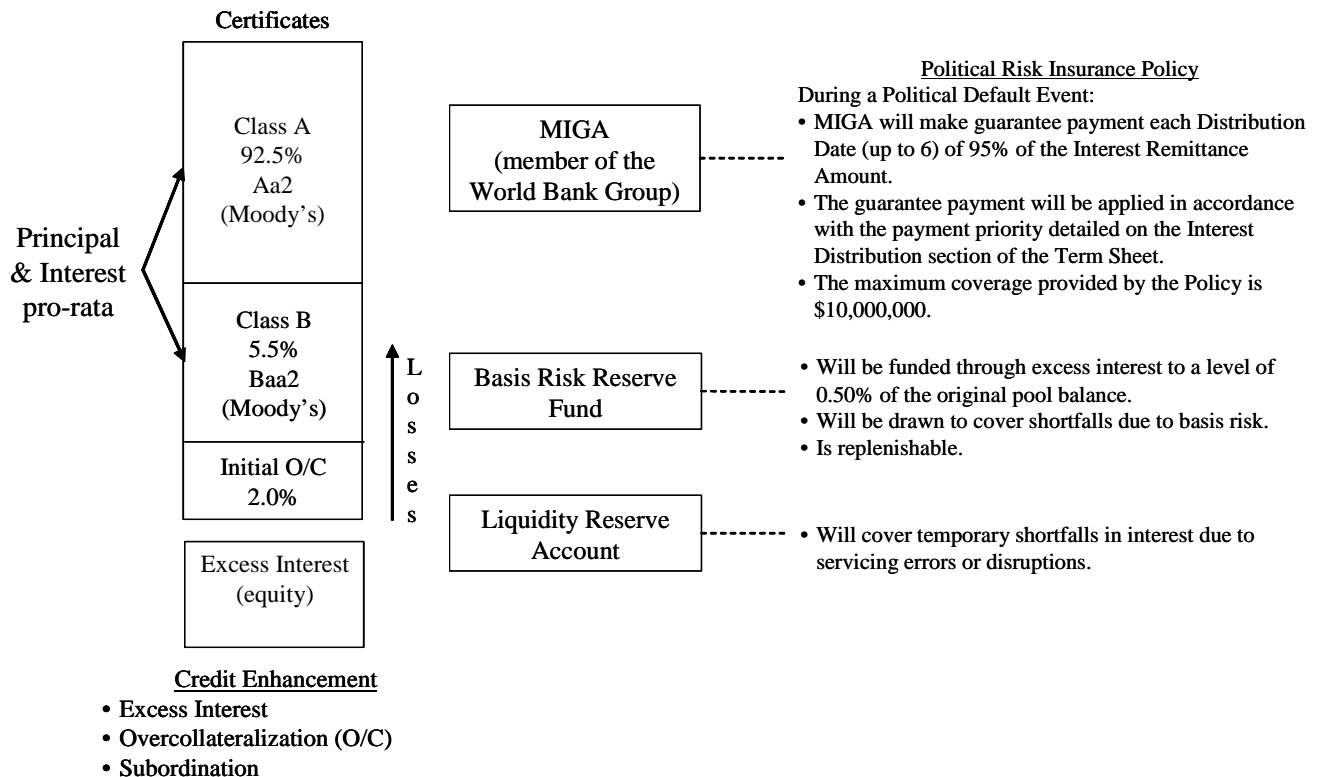 Certificates
Principal
& Interest
pro-rata
Class A
92.5%
Aa2
(Moody’s)
Class B
5.5%
Baa2
(Moody’s)
Initial O/C
2.0%
Excess Interest
(equity)
L
o
s
s
e
s
Credit Enhancement
• Excess Interest
• Overcollateralization (O/C)
• Subordination
MIGA
(member of the
World Bank Group)
Political Risk Insurance Policy
During a Political Default Event:
• MIGA will make guarantee payment each Distribution
Date (up to 6) of 95% of the Interest Remittance
Amount.
• The guarantee payment will be applied in accordance
with the payment priority detailed on the Interest
Distribution section of the Term Sheet.
• The maximum coverage provided by the Policy is
$10,000,000.
Basis Risk Reserve
Fund
• Will be funded through excess interest to a level of
0.50% of the original pool balance.
• Will be drawn to cover shortfalls due to basis risk.
• Is replenishable.
Liquidity Reserve
Account
• Will cover temporary shortfalls in interest due to
servicing errors or disruptions.